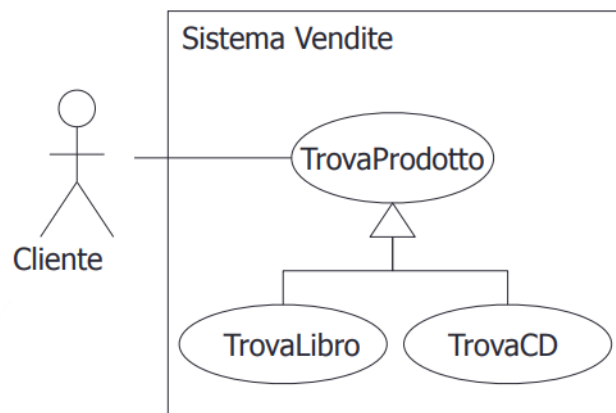 Sistema Vendite
TrovaProdotto
Cliente
TrovaLibro
TrovaCD